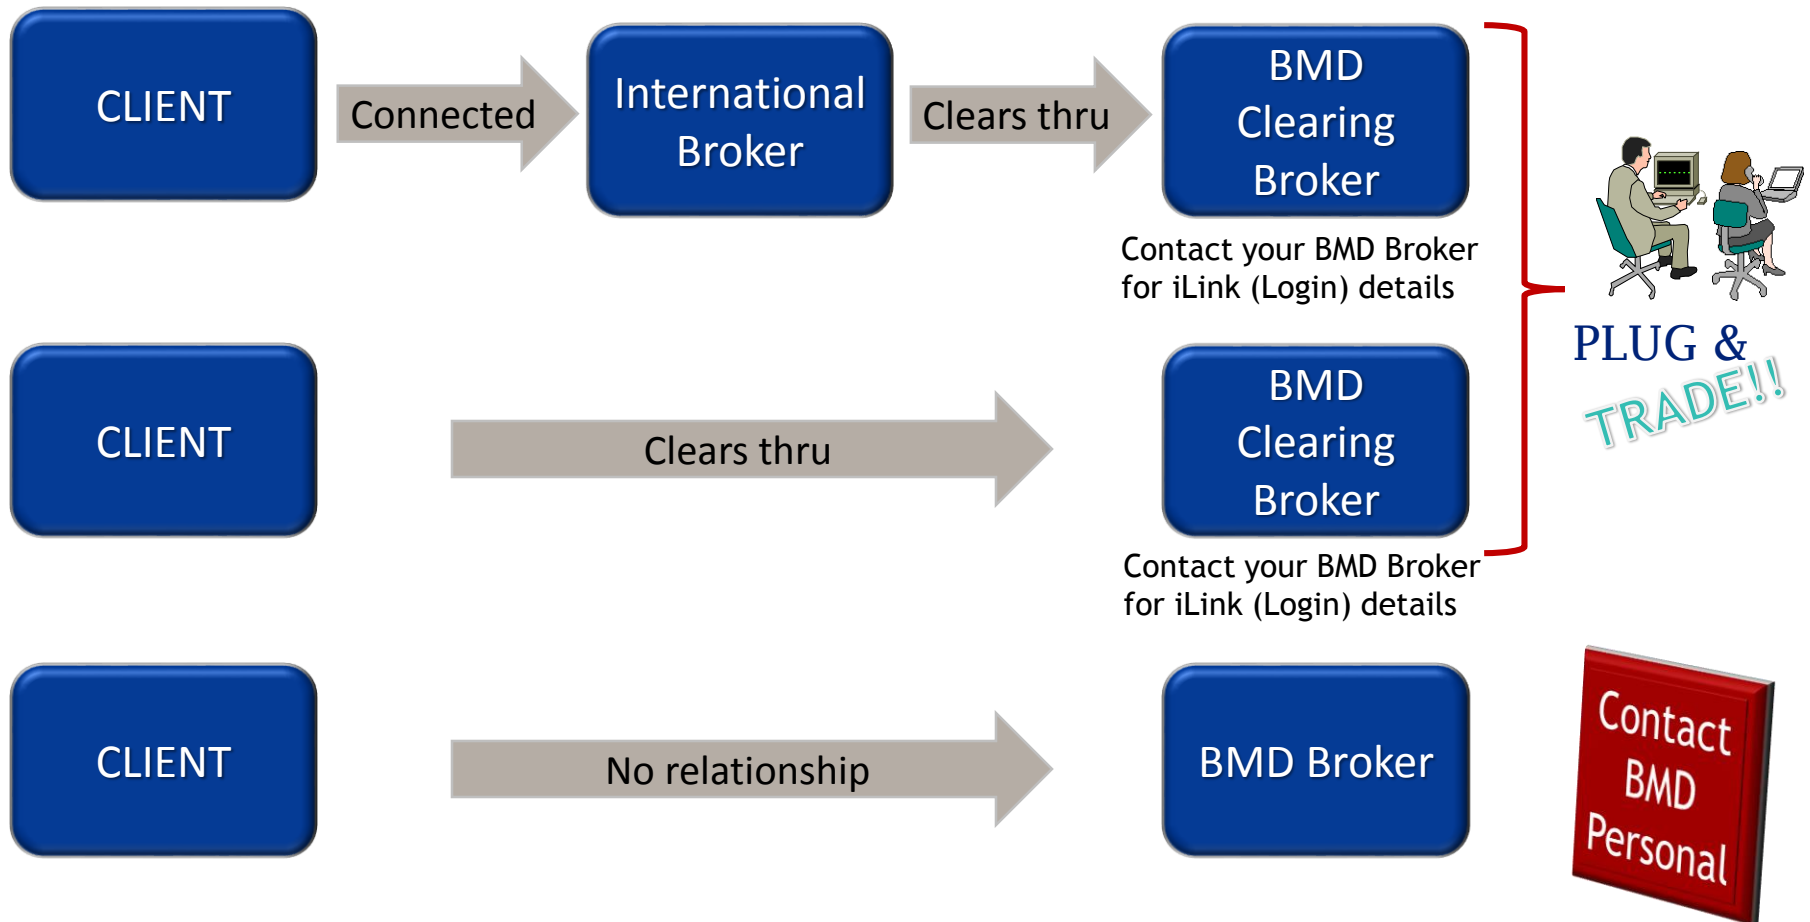 CLIENT
Connected
International
Broker
Clears thru
BMD
Clearing
Broker
Contact your BMD Broker
for iLink (Login) details
PLUG &
TRADE!!
CLIENT
Clears thru
BMD
Clearing
Broker
Contact your BMD Broker
for iLink (Login) details
CLIENT
No relationship
BMD Broker
Contact
BMD
Personal